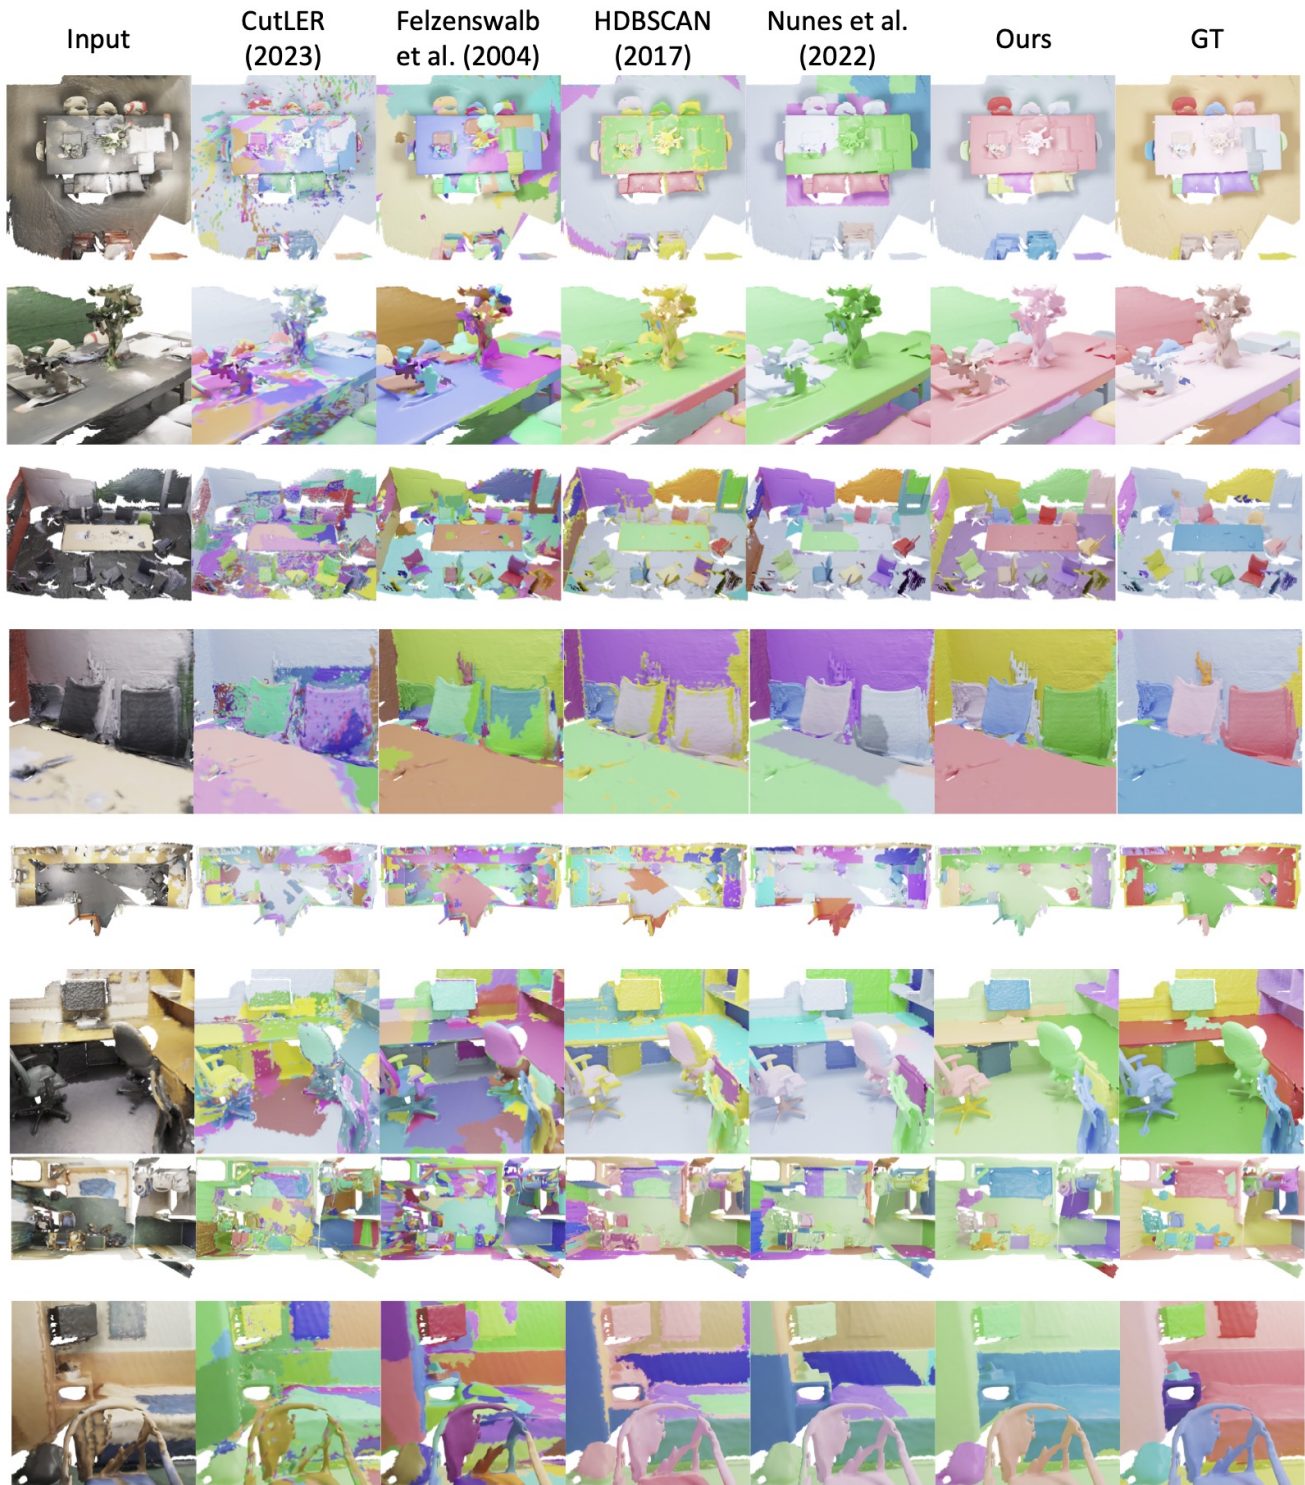 Input
CutLER
(2023)
Felzenswalb
et al. (2004)
HDBSCAN
(2017)
Nunes et al.
(2022)
Ours
GT